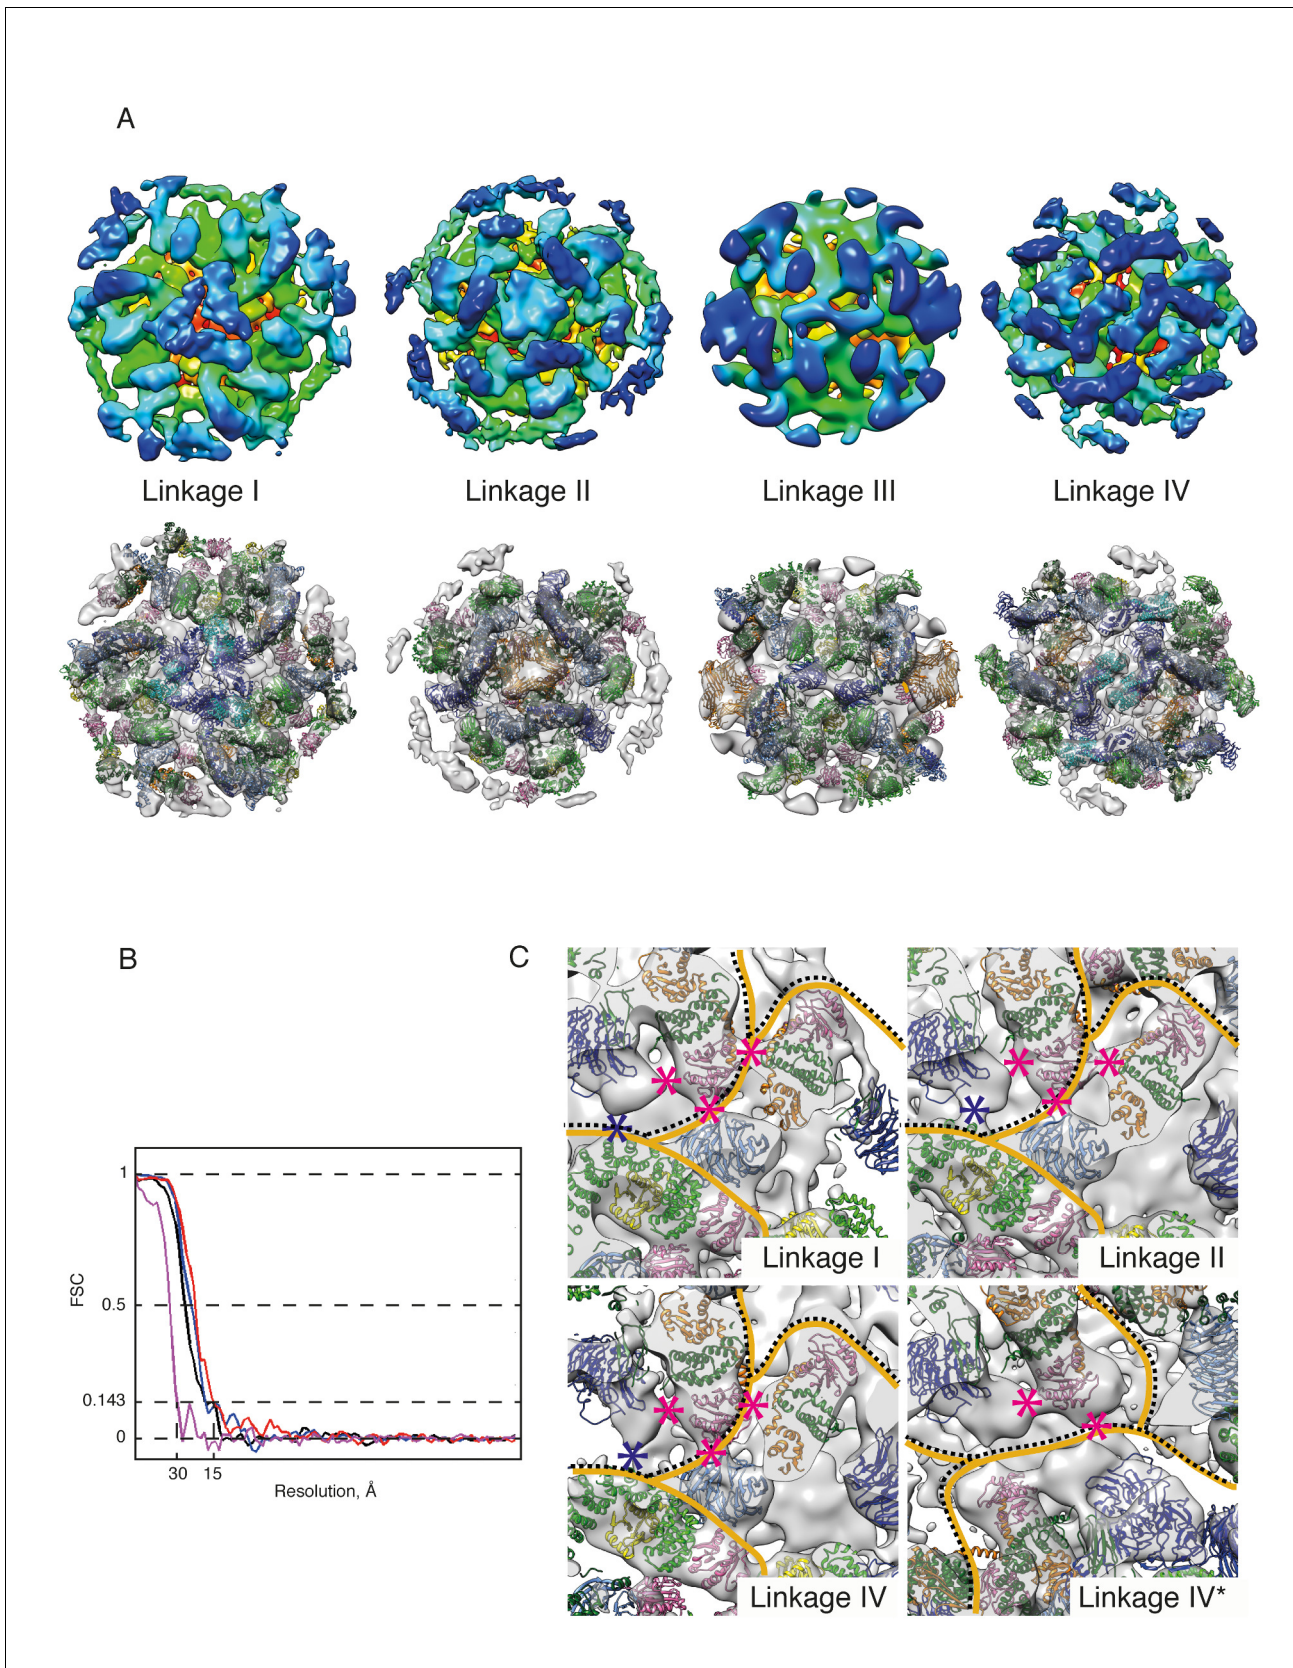 A
Linkage I
Linkage II
Linkage III
Linkage IV
B
C
1
0.5
0.143
0
FSC
30
15
Resolution, Å
Linkage I
Linkage II
Linkage IV
Linkage IV*